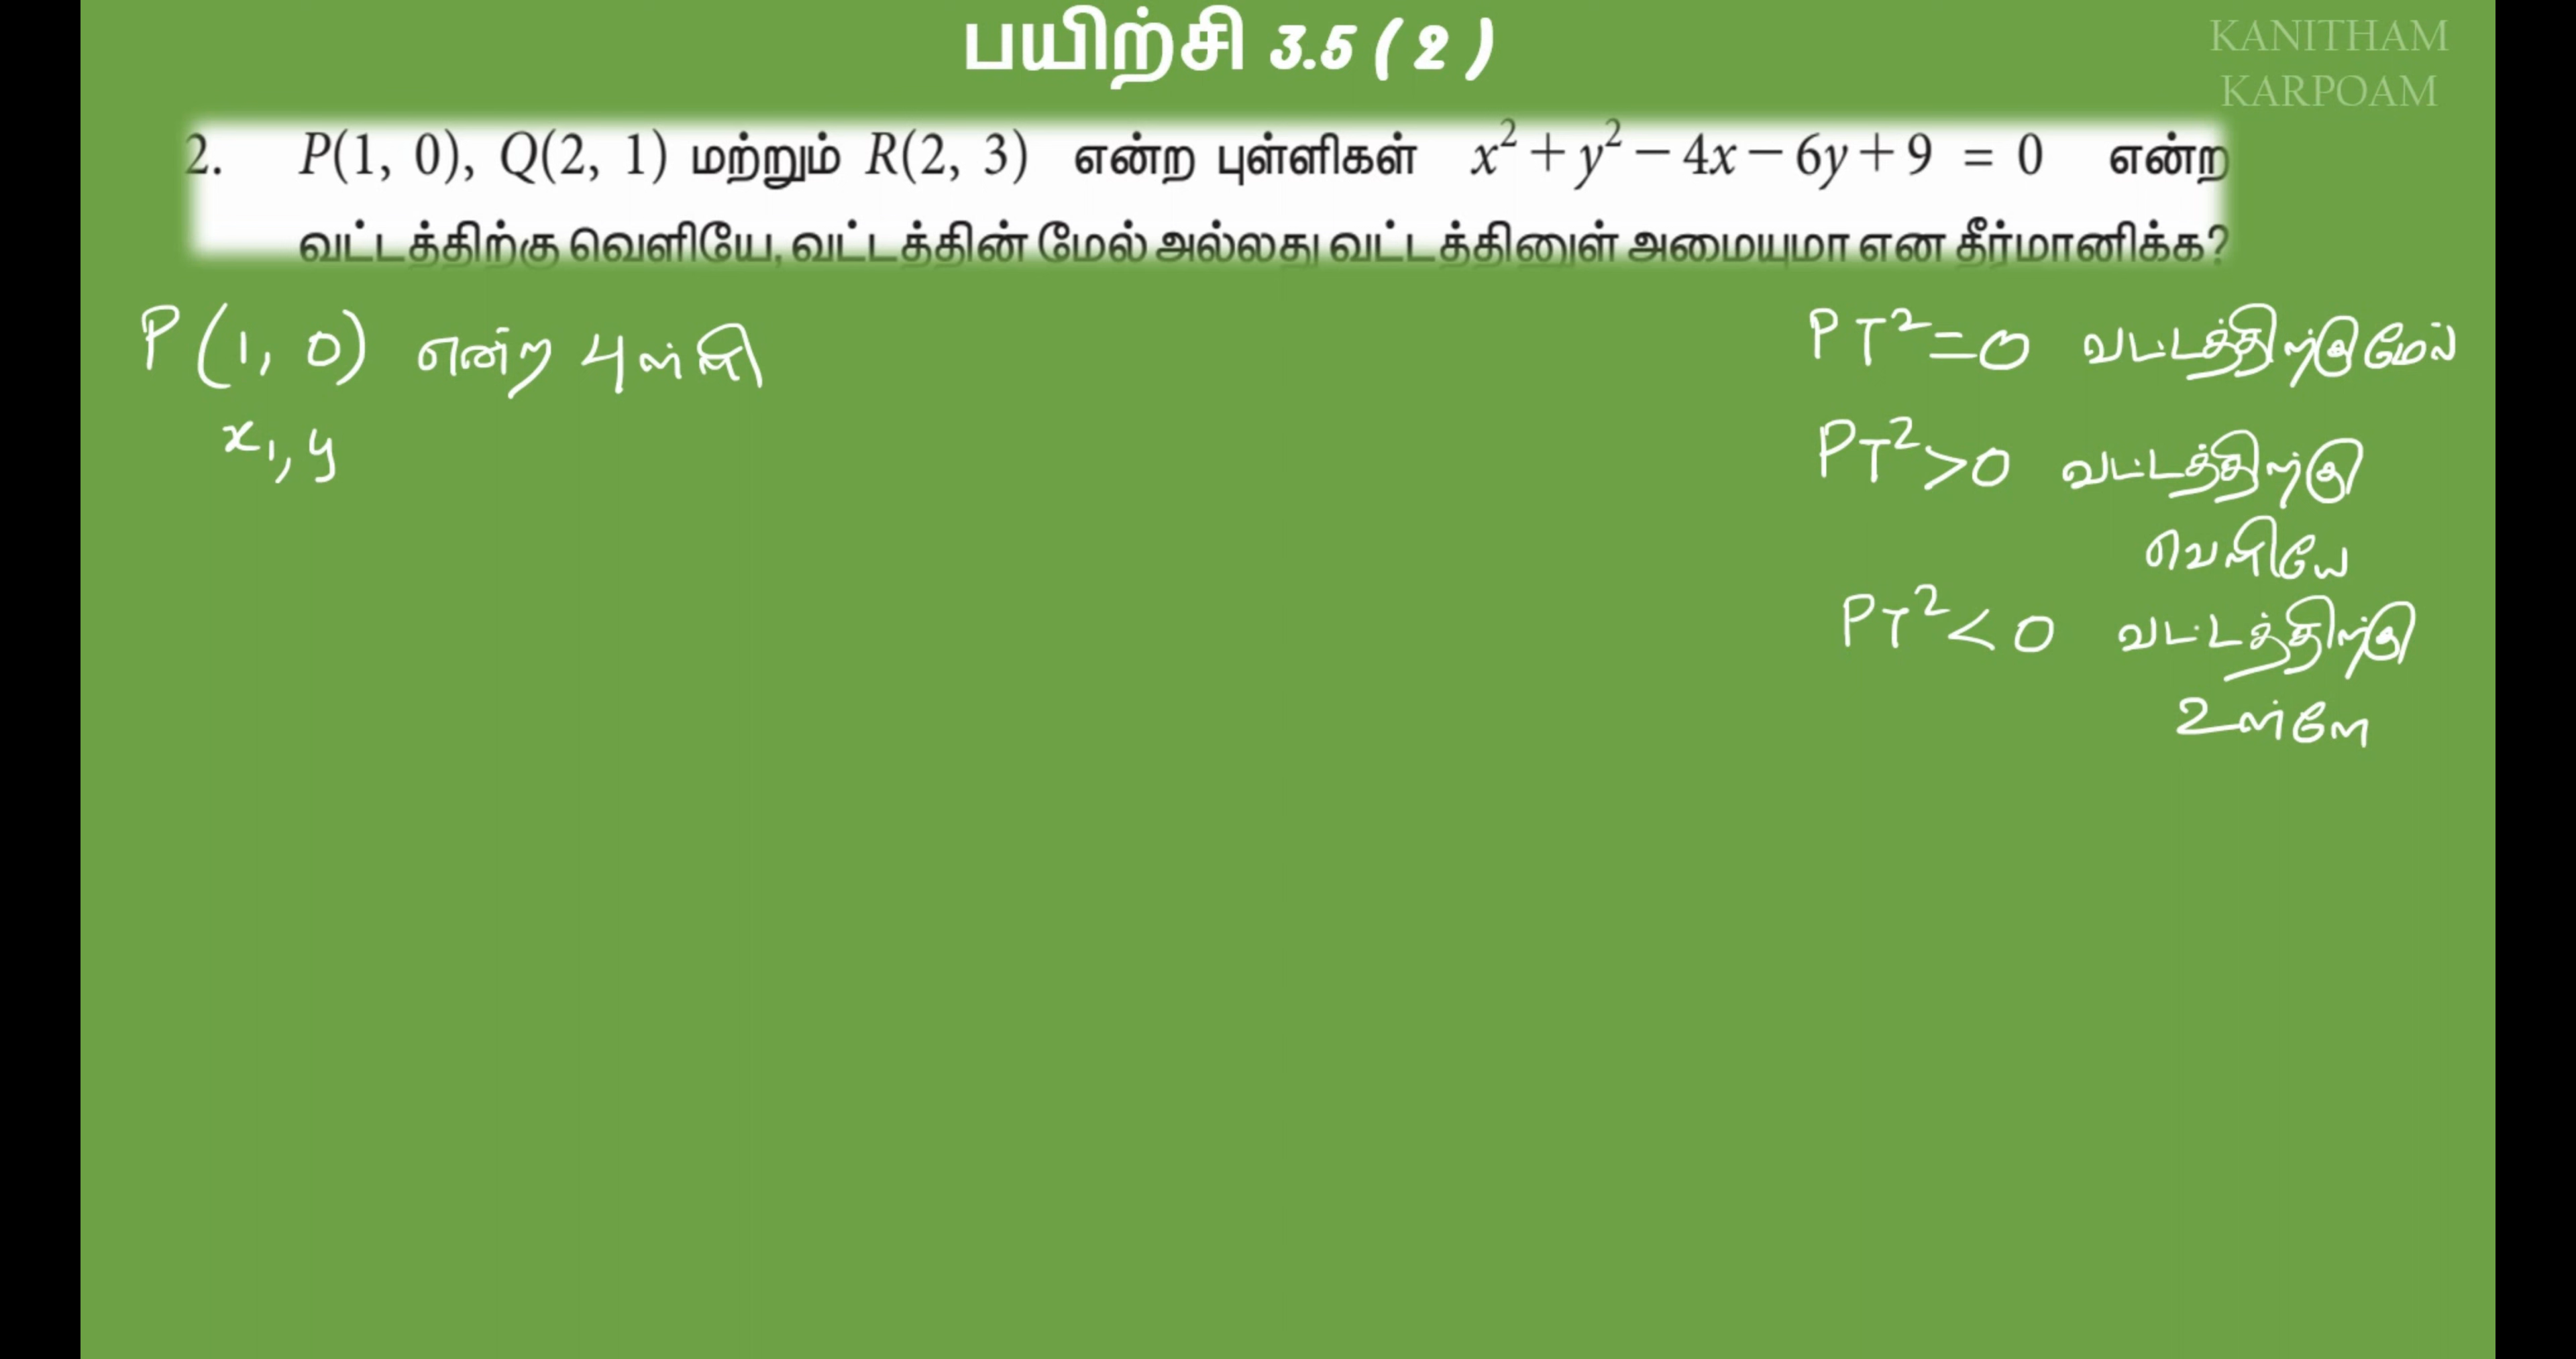 பயிற்சி 3.5 ( 2 )
KANITHAM
KARPOAM
2. P(1, 0), Q(2, 1) மற்றும் R(2, 3) என்ற புள்ளிகள் x² + y² − 4x − 6y + 9 = 0 என்ற
வட்டத்திற்கு வெளியே, வட்டத்தின் மேல் அல்லது வட்டத்தினுள் அமையுமா என தீர்மானிக்க?
P (1, 0) என்ற புள்ளி
x₁, y
PT² = 0 வட்டத்திற்கு மேல்
PT² > 0 வட்டத்திற்கு
வெளியே
PT² < 0 வட்டத்திற்கு
உள்ளே